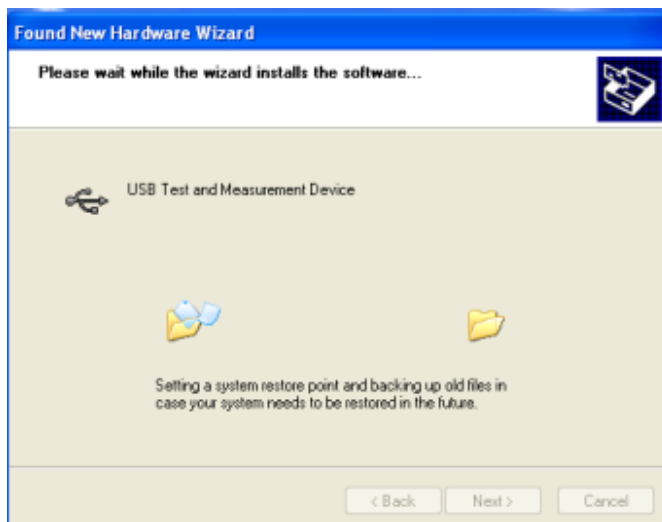 Found New Hardware Wizard
Please wait while the wizard installs the software...
USB Test and Measurement Device
Setting a system restore point and backing up old files in
case your system needs to be restored in the future.
< Back Next > Cancel